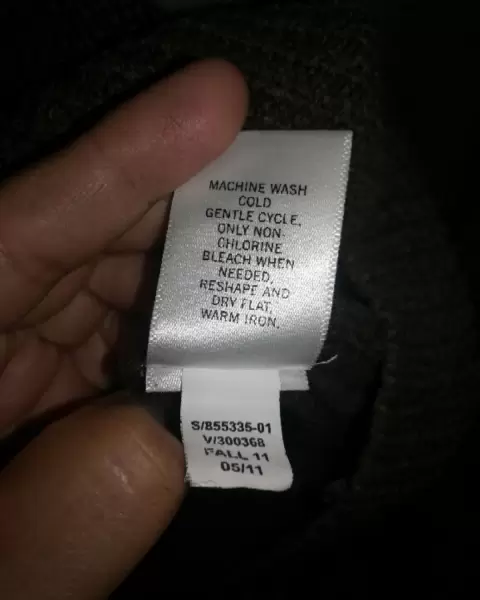 MACHINE WASH
COLD
GENTLE CYCLE,
ONLY NON-
CHLORINE
BLEACH WHEN
NEEDED,
RESHAPE AND
DRY FLAT,
WARM IRON.
S/855335-01
V/300368
FALL 11
05/11